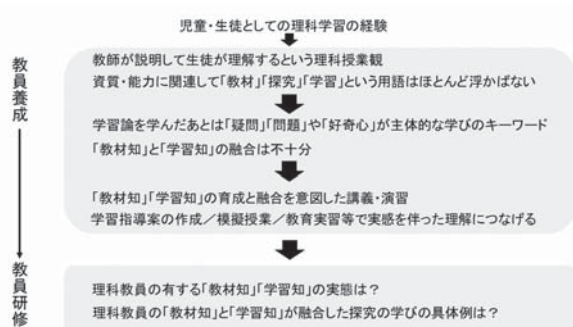 児童・生徒としての理科学習の経験
教員養成
教師が説明して生徒が理解するという理科授業観
資質・能力に関連して「教材」「探究」「学習」という用語はほとんど浮かばない
学習論を学んだあとは「疑問」「問題」や「好奇心」が主体的な学びのキーワード
「教材知」と「学習知」の融合は不十分
「教材知」「学習知」の育成と融合を意図した講義・演習
学習指導案の作成／模擬授業／教育実習等で実感を伴った理解につなげる
教員研修
理科教員の有する「教材知」「学習知」の実態は？
理科教員の「教材知」と「学習知」が融合した探究の学びの具体例は？